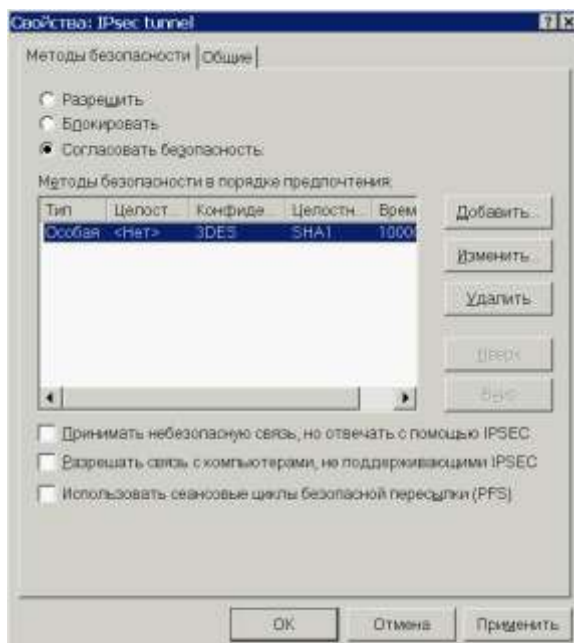 Свойства: IPsec tunnel
Методы безопасности Общие
Разрешить
Блокировать
Согласовать безопасность:
Методы безопасности в порядке предпочтения:
Тип Целост... Конфиде... Целостн... Врем
Особая <Нет> 3DES SHA1 10000
Добавить...
Изменить...
Удалить
Вверх
Вниз
Принимать небезопасную связь, но отвечать с помощью IPSEC
Разрешать связь с компьютерами, не поддерживающими IPSEC
Использовать сеансовые циклы безопасной пересылки (PFS)
ОК Отмена Применить